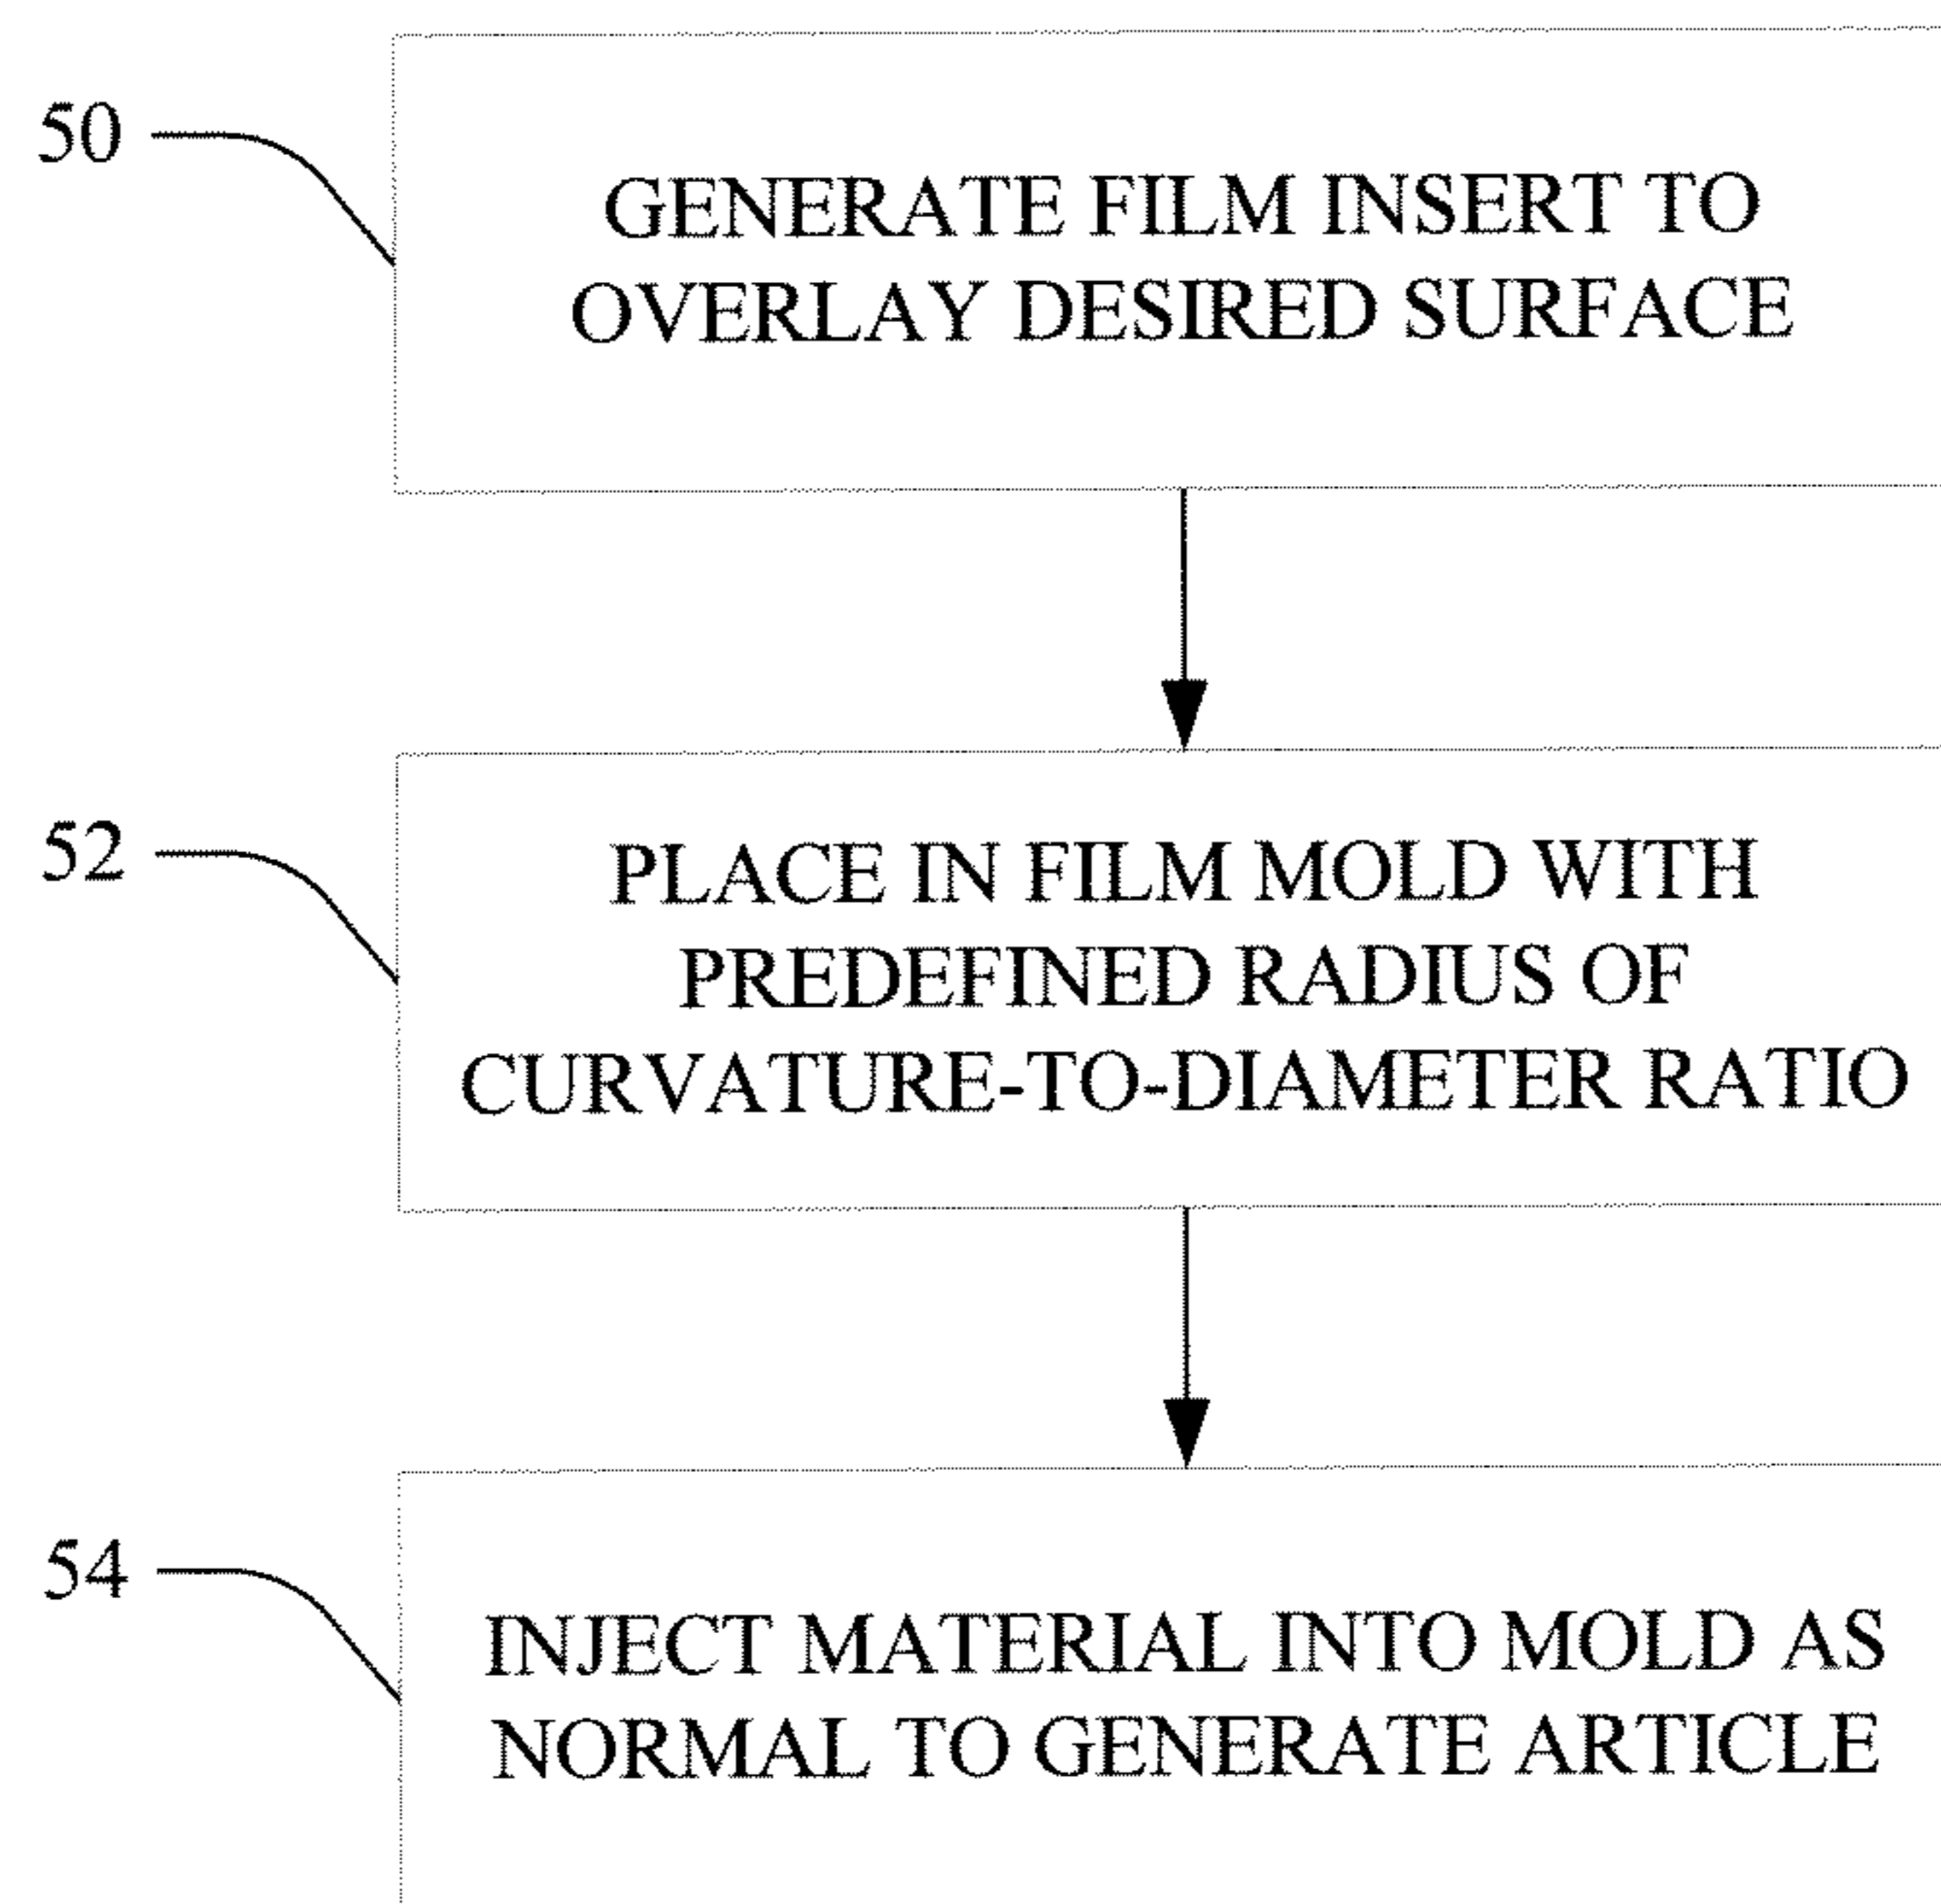 50
GENERATE FILM INSERT TO
OVERLAY DESIRED SURFACE
52
PLACE IN FILM MOLD WITH
PREDEFINED RADIUS OF
CURVATURE-TO-DIAMETER RATIO
54
INJECT MATERIAL INTO MOLD AS
NORMAL TO GENERATE ARTICLE